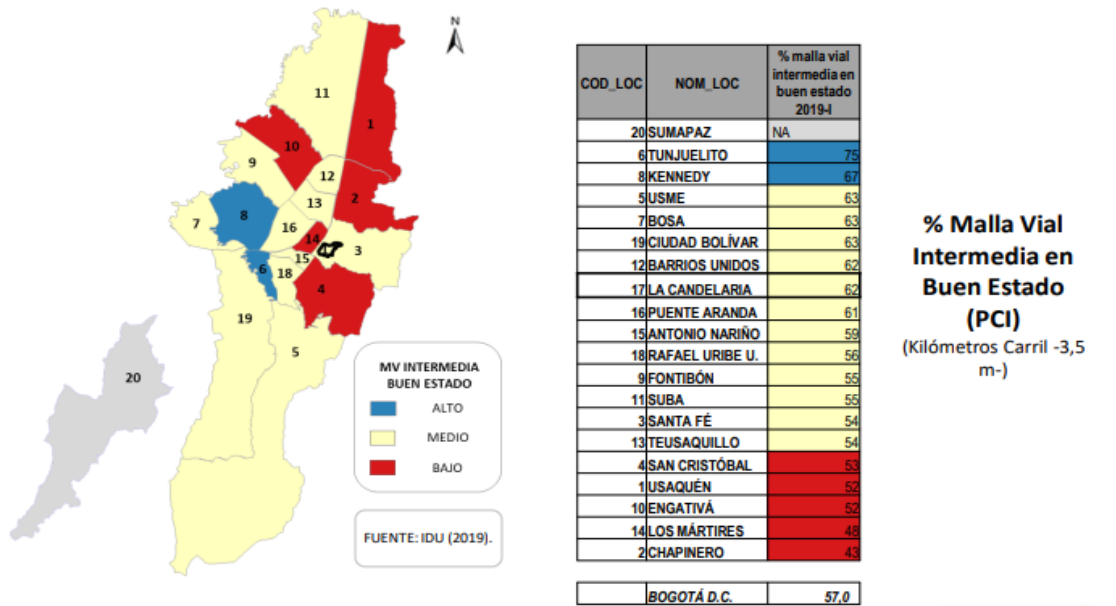 N
11
1
10
9
12
2
13
8
7
16
14
3
15
6
18
4
19
5
20
MV INTERMEDIA
BUEN ESTADO
ALTO
MEDIO
BAJO
FUENTE: IDU (2019).
COD_LOC NOM_LOC % malla vial
intermedia en
buen estado
2019-I
20 SUMAPAZ NA
6 TUNJUELITO 75
8 KENNEDY 67
5 USME 63
7 BOSA 63
19 CIUDAD BOLÍVAR 63
12 BARRIOS UNIDOS 62
17 LA CANDELARIA 62
16 PUENTE ARANDA 61
15 ANTONIO NARIÑO 59
18 RAFAEL URIBE U. 56
9 FONTIBÓN 55
11 SUBA 55
3 SANTA FÉ 54
13 TEUSAQUILLO 54
4 SAN CRISTÓBAL 53
1 USAQUÉN 52
10 ENGATIVÁ 52
14 LOS MÁRTIRES 48
2 CHAPINERO 43
BOGOTÁ D.C. 57,0
% Malla Vial
Intermedia en
Buen Estado
(PCI)
(Kilómetros Carril -3,5
m-)